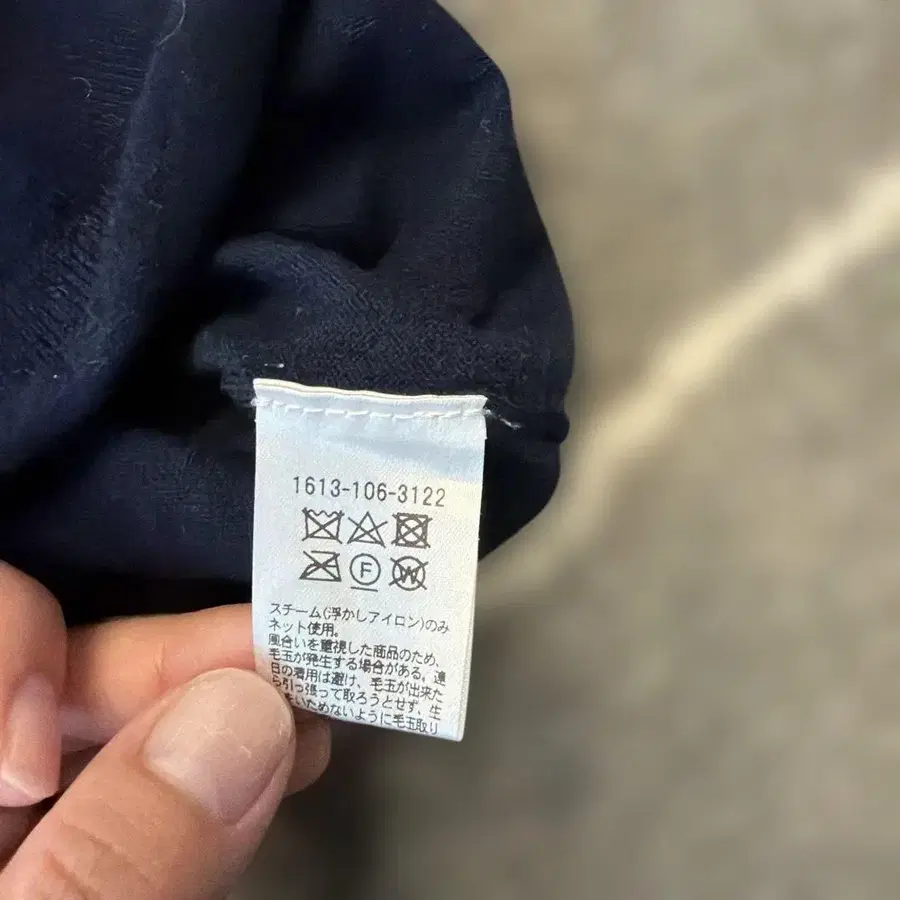 1613-106-3122
F
W
スチーム(浮かしアイロン)のみ
ネット使用。
風合いを重視した商品のため、
毛玉が発生する場合がある。連
日の着用は避け、毛玉が出来た
ら引っ張って取ろうとせず、生
をいためないように毛玉取り